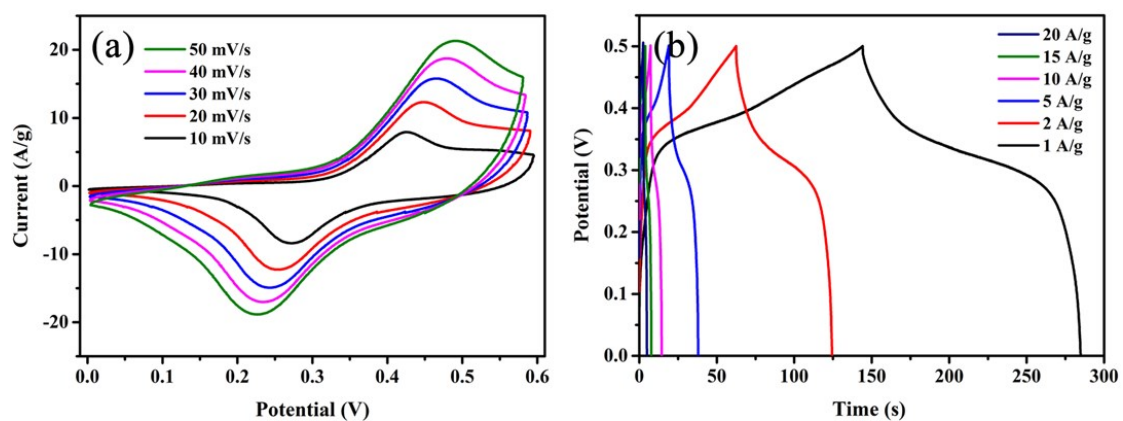 (a)
50 mV/s
40 mV/s
30 mV/s
20 mV/s
10 mV/s
20
10
0
-10
-20
Current (A/g)
0.0 0.1 0.2 0.3 0.4 0.5 0.6
Potential (V)
(b)
20 A/g
15 A/g
10 A/g
5 A/g
2 A/g
1 A/g
0.5
0.4
0.3
0.2
0.1
0.0
Potential (V)
0 50 100 150 200 250 300
Time (s)